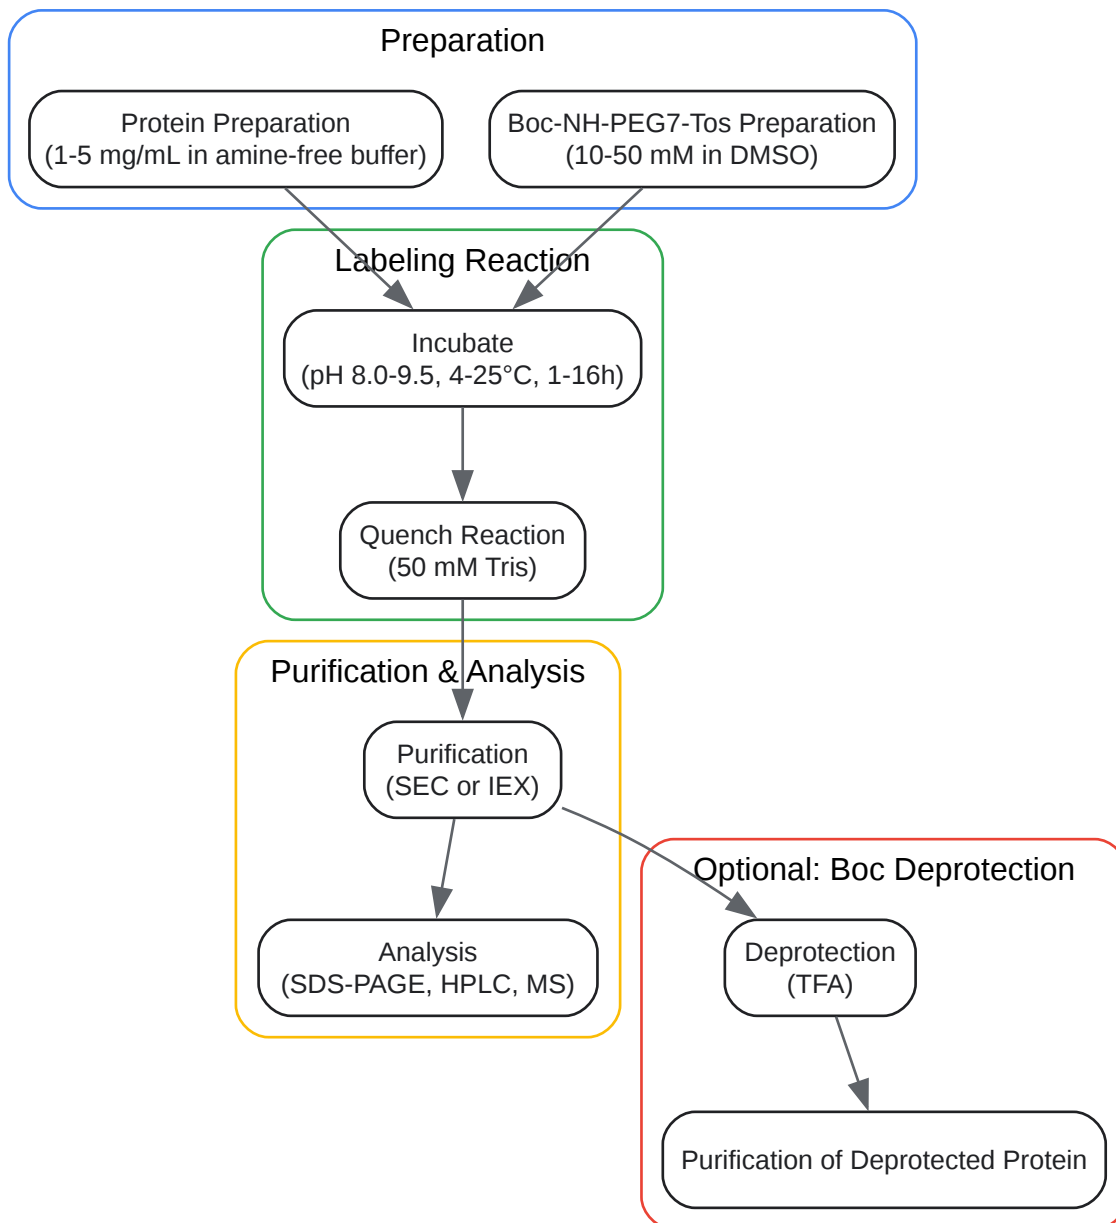 Preparation
Protein Preparation
(1-5 mg/mL in amine-free buffer)
Boc-NH-PEG7-Tos Preparation
(10-50 mM in DMSO)
Labeling Reaction
Incubate
(pH 8.0-9.5, 4-25°C, 1-16h)
Quench Reaction
(50 mM Tris)
Purification & Analysis
Purification
(SEC or IEX)
Analysis
(SDS-PAGE, HPLC, MS)
Optional: Boc Deprotection
Deprotection
(TFA)
Purification of Deprotected Protein